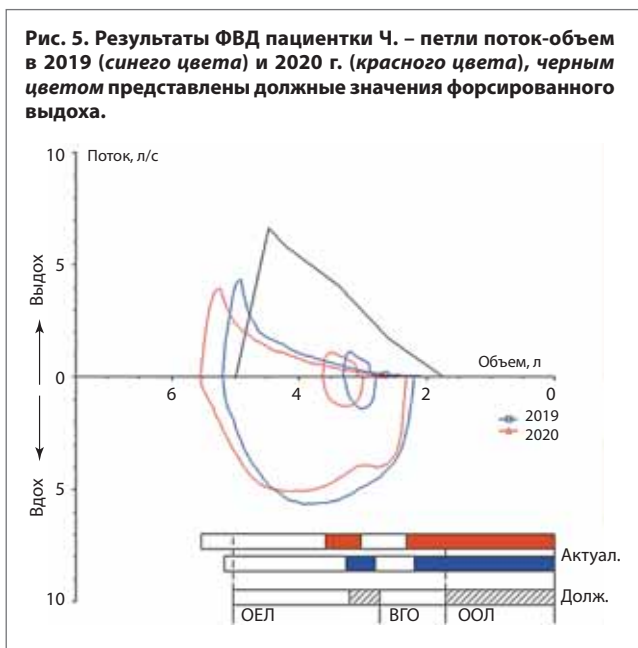 Рис. 5. Результаты ФВД пациентки Ч. – петли поток-объем
в 2019 (синего цвета) и 2020 г. (красного цвета), черным
цветом представлены должные значения форсированного
выдоха.
10
Поток, л/с
Выдох
5
Объем, л
0
6
4
2
0
2019
2020
Вдох
5
Актуал.
10
Долж.
ОЕЛ
ВГО
ООЛ